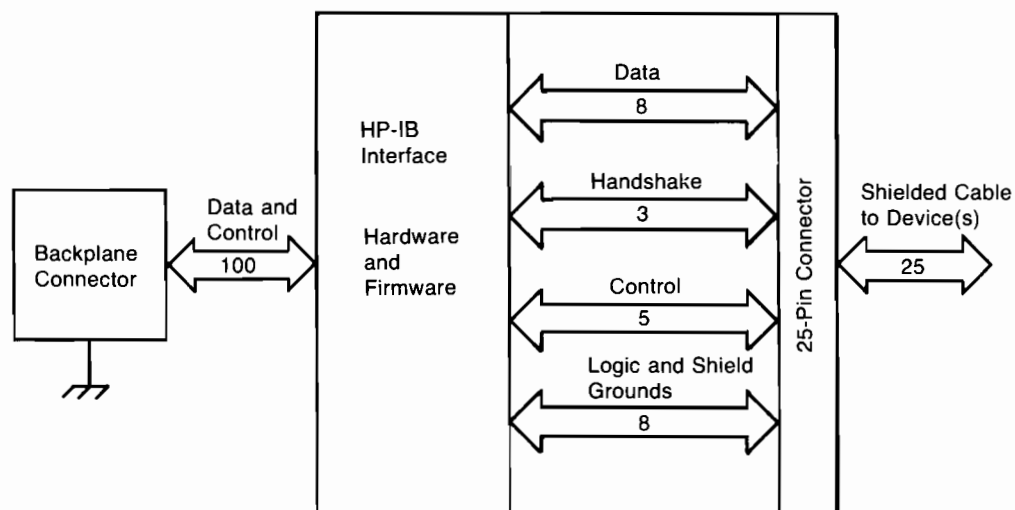 Backplane
Connector
Data and
Control
100
HP-IB
Interface
Hardware
and
Firmware
Data
8
Handshake
3
Control
5
Logic and Shield
Grounds
8
25-Pin Connector
Shielded Cable
to Device(s)
25